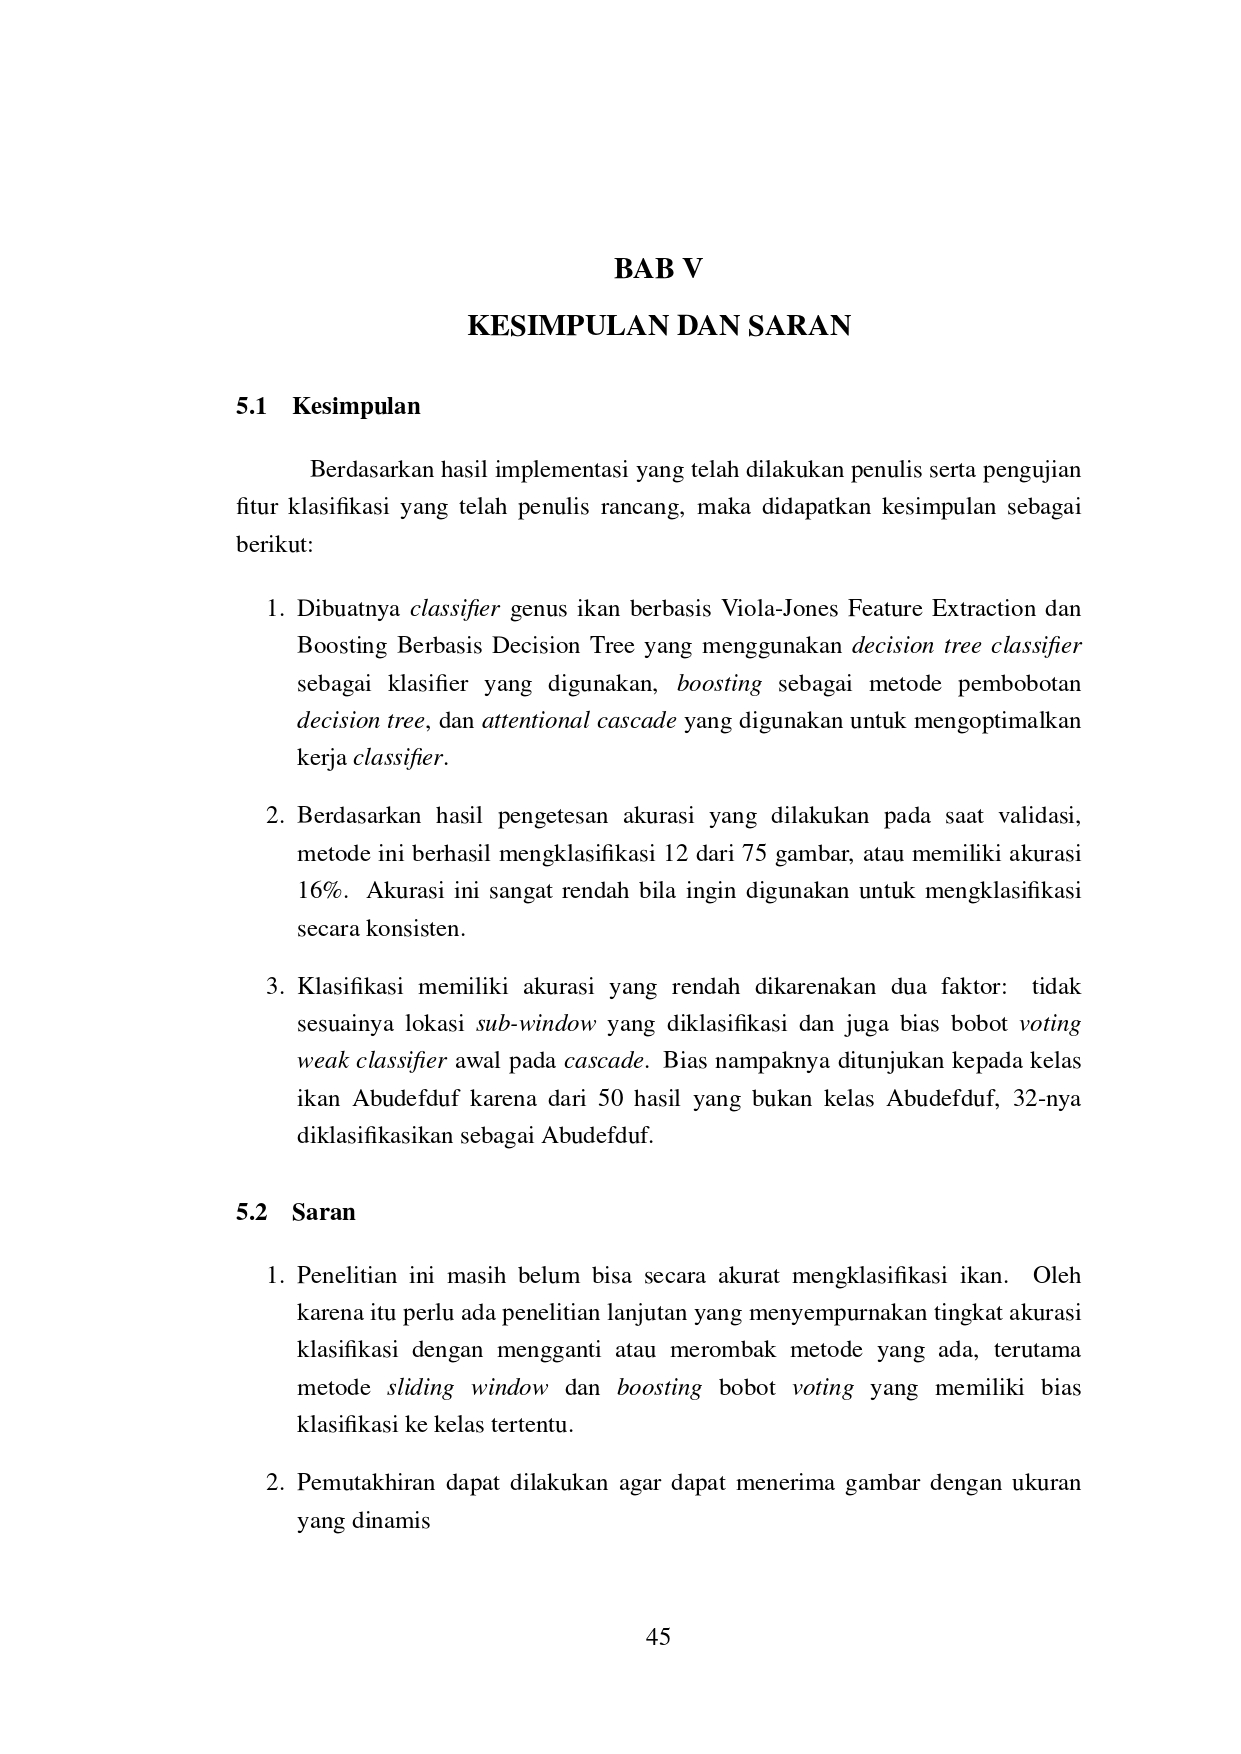 BAB V
KESIMPULAN DAN SARAN
5.1 Kesimpulan
Berdasarkan hasil implementasi yang telah dilakukan penulis serta pengujian
fitur klasifikasi yang telah penulis rancang, maka didapatkan kesimpulan sebagai
berikut:
1. Dibuatnya classifier genus ikan berbasis Viola-Jones Feature Extraction dan
Boosting Berbasis Decision Tree yang menggunakan decision tree classifier
sebagai klasifier yang digunakan, boosting sebagai metode pembobotan
decision tree, dan attentional cascade yang digunakan untuk mengoptimalkan
kerja classifier.
2. Berdasarkan hasil pengetesan akurasi yang dilakukan pada saat validasi,
metode ini berhasil mengklasifikasi 12 dari 75 gambar, atau memiliki akurasi
16%. Akurasi ini sangat rendah bila ingin digunakan untuk mengklasifikasi
secara konsisten.
3. Klasifikasi memiliki akurasi yang rendah dikarenakan dua faktor: tidak
sesuainya lokasi sub-window yang diklasifikasi dan juga bias bobot voting
weak classifier awal pada cascade. Bias nampaknya ditunjukan kepada kelas
ikan Abudefduf karena dari 50 hasil yang bukan kelas Abudefduf, 32-nya
diklasifikasikan sebagai Abudefduf.
5.2 Saran
1. Penelitian ini masih belum bisa secara akurat mengklasifikasi ikan. Oleh
karena itu perlu ada penelitian lanjutan yang menyempurnakan tingkat akurasi
klasifikasi dengan mengganti atau merombak metode yang ada, terutama
metode sliding window dan boosting bobot voting yang memiliki bias
klasifikasi ke kelas tertentu.
2. Pemutakhiran dapat dilakukan agar dapat menerima gambar dengan ukuran
yang dinamis
45